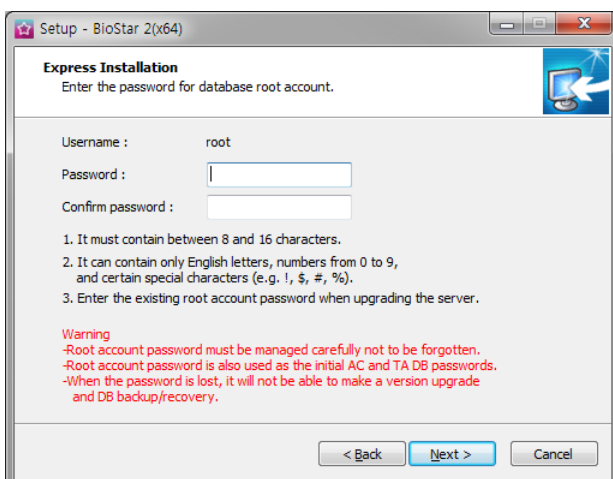 Setup - BioStar 2(x64)
Express Installation
Enter the password for database root account.
Username :
root
Password :
Confirm password :
1. It must contain between 8 and 16 characters.
2. It can contain only English letters, numbers from 0 to 9,
and certain special characters (e.g. !, $, #, %).
3. Enter the existing root account password when upgrading the server.
Warning
-Root account password must be managed carefully not to be forgotten.
-Root account password is also used as the initial AC and TA DB passwords.
-When the password is lost, it will not be able to make a version upgrade
and DB backup/recovery.
< Back
Next >
Cancel